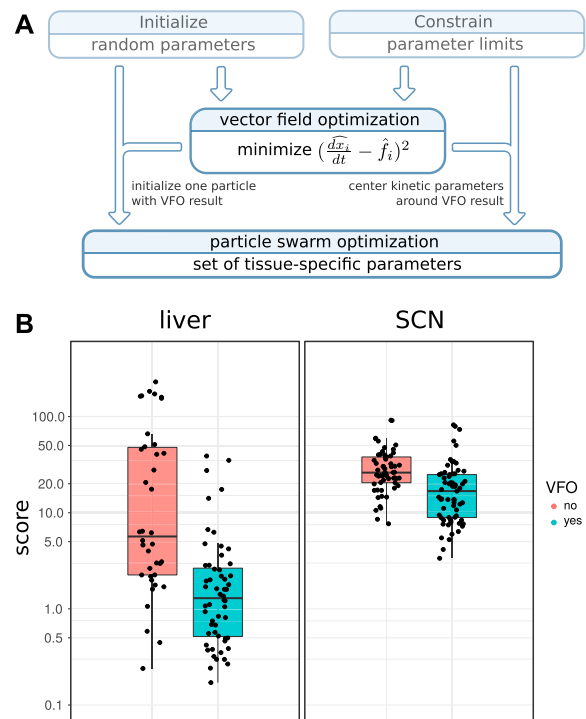 A
Initialize
random parameters
Constrain
parameter limits
vector field optimization
minimize $(\widehat{\frac{dx_i}{dt}} - \hat{f}_i)^2$
initialize one particle
with VFO result
center kinetic parameters
around VFO result
particle swarm optimization
set of tissue-specific parameters
B
liver
SCN
score
100.0
50.0
20.0
10.0
5.0
1.0
0.5
0.1
VFO
no
yes